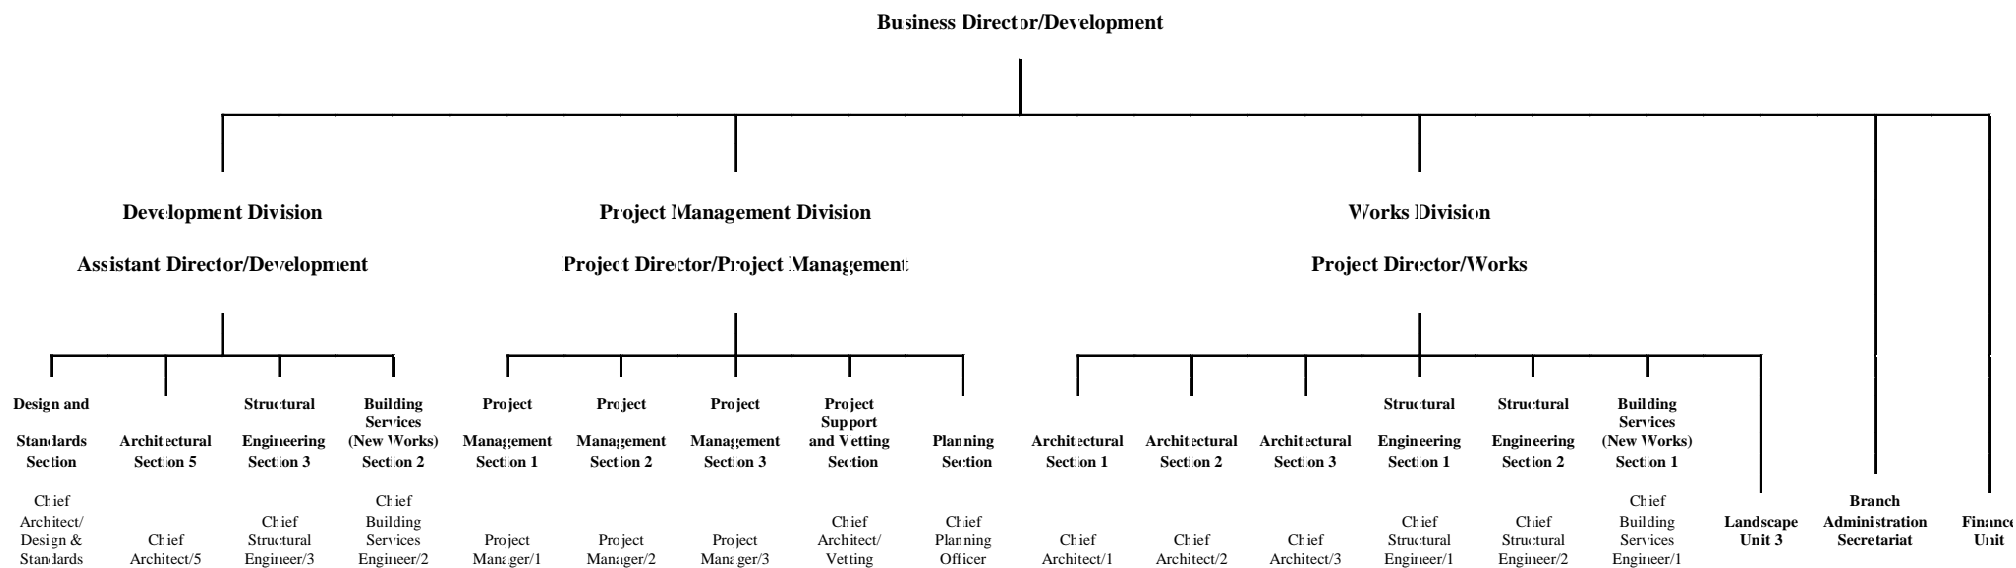 Business Director/Development
Development Division
Project Management Division
Works Division
Assistant Director/Development
Project Director/Project Management
Project Director/Works
Design and
Standards
Section
Chief
Architect/
Design &
Standards
Architectural
Section 5
Chief
Architect/5
Structural
Engineering
Section 3
Chief
Structural
Engineer/3
Building
Services
(New Works)
Section 2
Chief
Building
Services
Engineer/2
Project
Management
Section 1
Project
Manager/1
Project
Management
Section 2
Project
Manager/2
Project
Management
Section 3
Project
Manager/3
Project
Support
and Vetting
Section
Chief
Architect/
Vetting
Planning
Section
Chief
Planning
Officer
Architectural
Section 1
Chief
Architect/1
Architectural
Section 2
Chief
Architect/2
Architectural
Section 3
Chief
Architect/3
Structural
Engineering
Section 1
Chief
Structural
Engineer/1
Structural
Engineering
Section 2
Chief
Structural
Engineer/2
Building
Services
(New Works)
Section 1
Chief
Building
Services
Engineer/1
Landscape
Unit 3
Branch
Administration
Secretariat
Finance
Unit